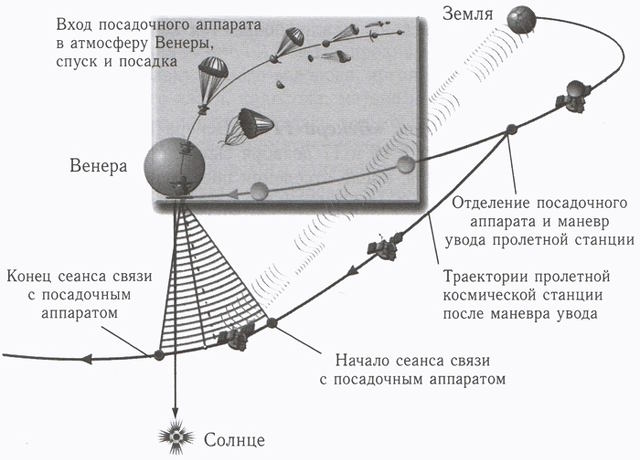 Вход посадочного аппарата
в атмосферу Венеры,
спуск и посадка
Земля
Венера
Отделение посадочного
аппарата и маневр
увода пролетной станции
Траектории пролетной
космической станции
после маневра увода
Конец сеанса связи
с посадочным
аппаратом
Начало сеанса связи
с посадочным аппаратом
Солнце